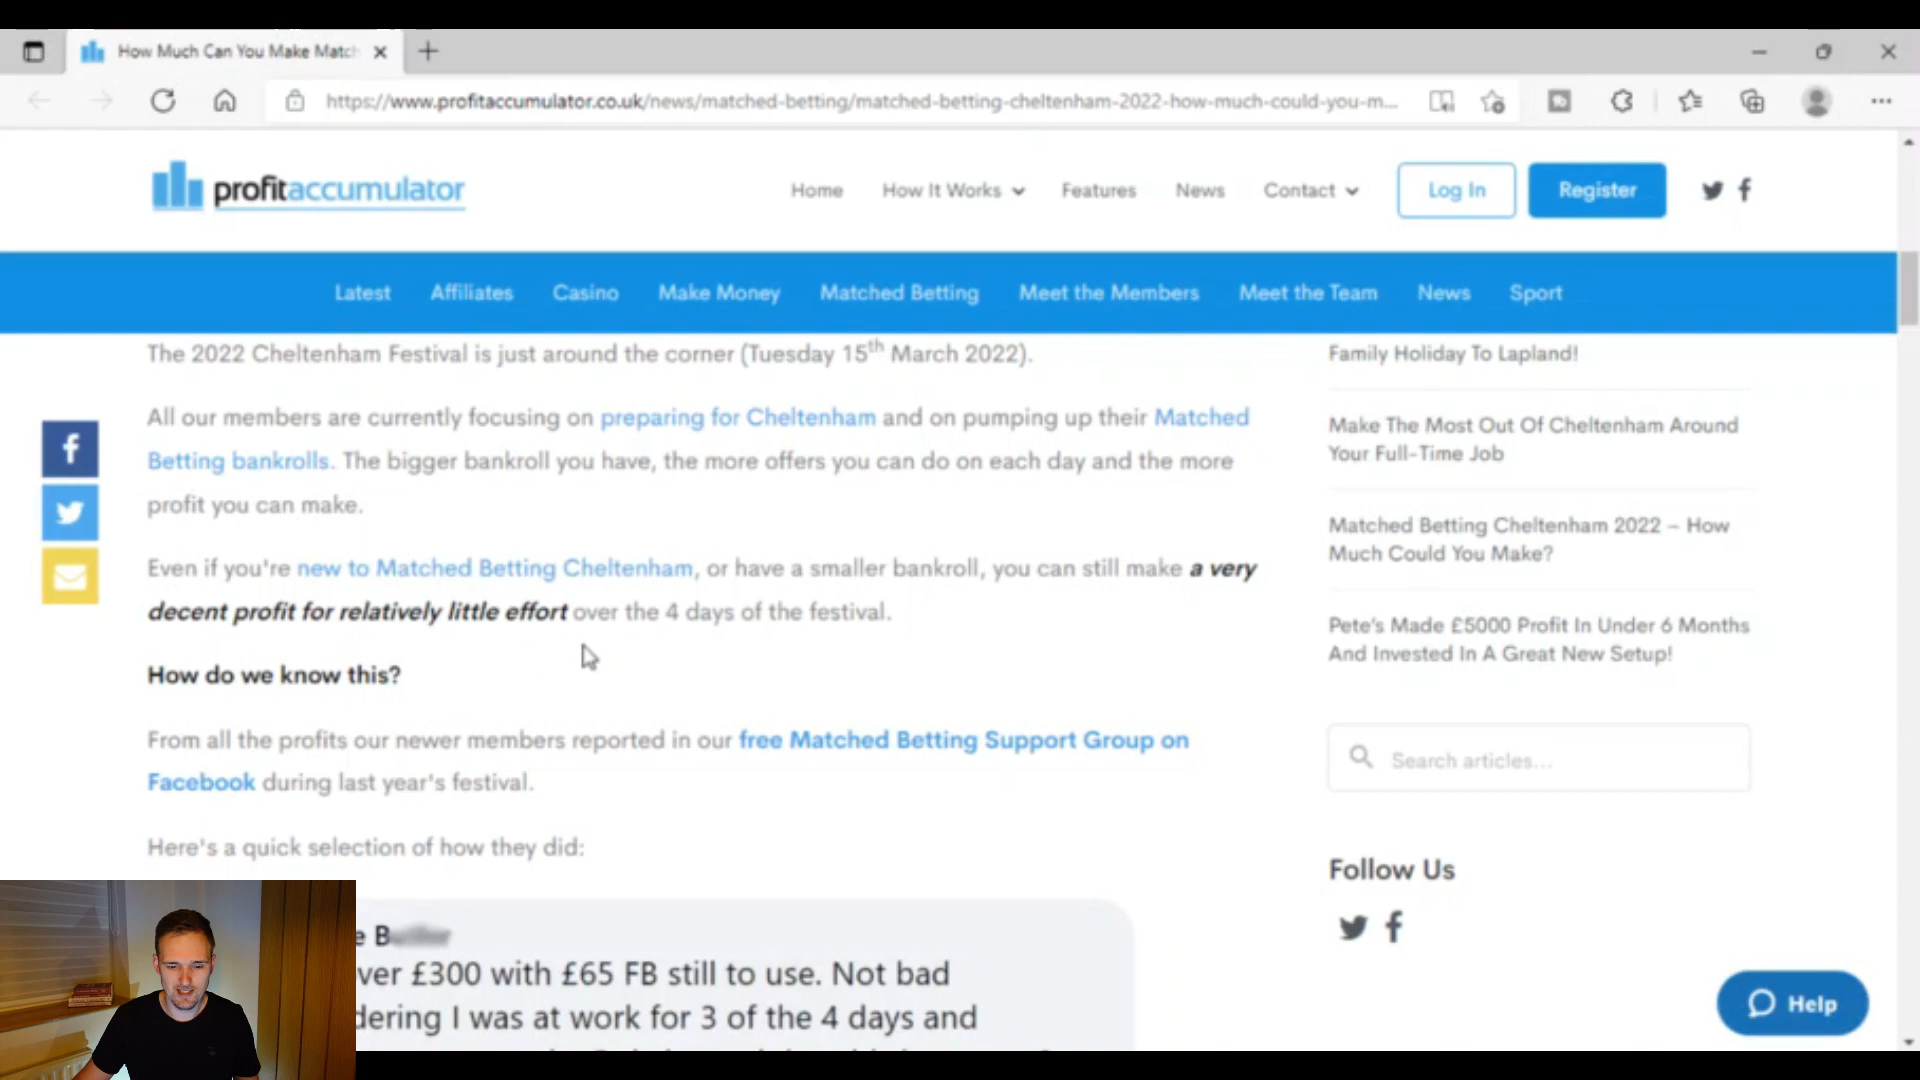 How Much Can You Make Match
https://www.profitaccumulator.co.uk/news/matched-betting/matched-betting-cheltenham-2022-how-much-could-you-m...
profitaccumulator
Home How It Works Features News Contact Log In Register
Latest Affiliates Casino Make Money Matched Betting Meet the Members Meet the Team News Sport
The 2022 Cheltenham Festival is just around the corner (Tuesday 15th March 2022).
All our members are currently focusing on preparing for Cheltenham and on pumping up their Matched
Betting bankrolls. The bigger bankroll you have, the more offers you can do on each day and the more
profit you can make.
Even if you're new to Matched Betting Cheltenham, or have a smaller bankroll, you can still make a very
decent profit for relatively little effort over the 4 days of the festival.
How do we know this?
From all the profits our newer members reported in our free Matched Betting Support Group on
Facebook during last year's festival.
Here's a quick selection of how they did:
e B
ver £300 with £65 FB still to use. Not bad
dering I was at work for 3 of the 4 days and
Family Holiday To Lapland!
Make The Most Out Of Cheltenham Around
Your Full-Time Job
Matched Betting Cheltenham 2022 – How
Much Could You Make?
Pete's Made £5000 Profit In Under 6 Months
And Invested In A Great New Setup!
Search articles...
Follow Us
Help